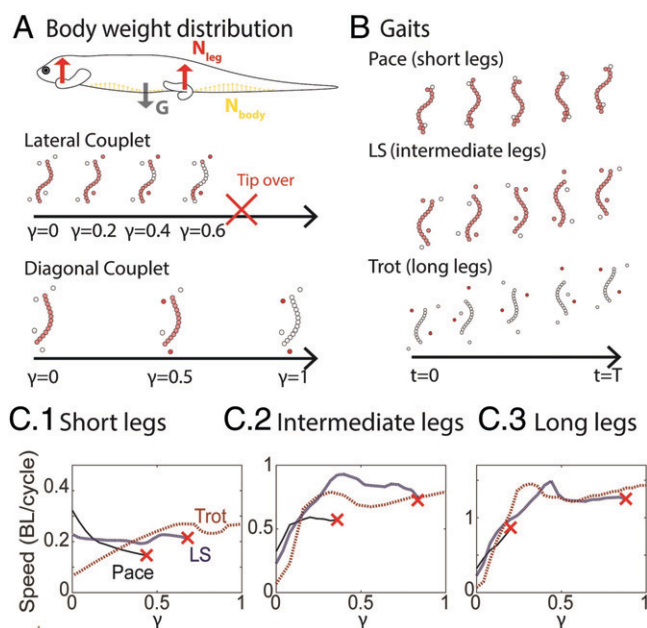 A Body weight distribution
N_leg
G
N_body
Lateral Couplet
Tip over
γ=0 γ=0.2 γ=0.4 γ=0.6
Diagonal Couplet
γ=0 γ=0.5 γ=1
B Gaits
Pace (short legs)
LS (intermediate legs)
Trot (long legs)
t=0 t=T
C.1 Short legs
Speed (BL/cycle)
0.4
0.2
0
Trot
LS
Pace
0 0.5 1
γ
C.2 Intermediate legs
1
0.5
0
0 0.5 1
γ
C.3 Long legs
1
0
0 0.5 1
γ